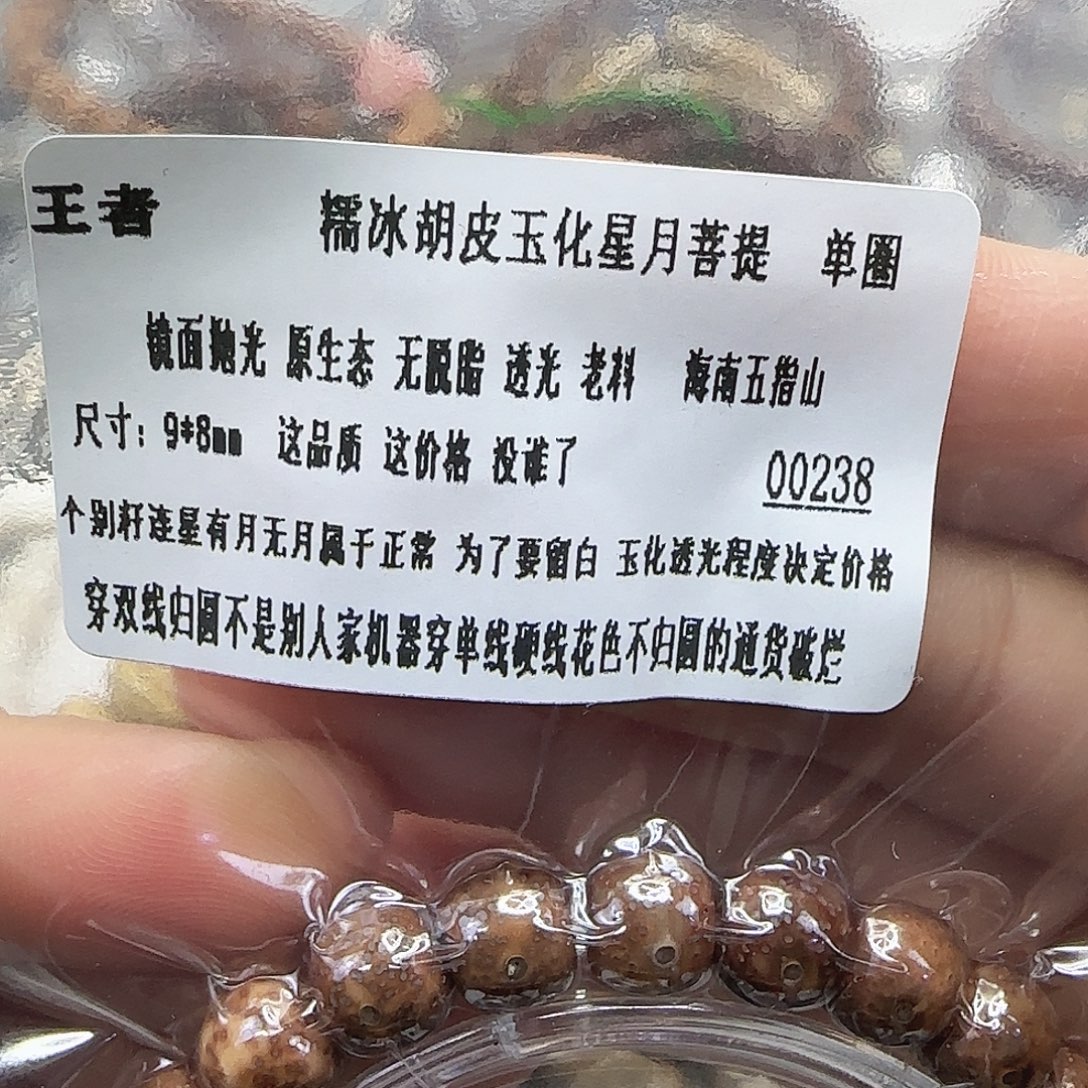 王者 糯冰胡皮玉化星月菩提 单圈
镜面抛光 原生态 无脱脂 透光 老料 海南五指山
尺寸：9*8mm 这品质 这价格 没谁了 00238
个别籽连星有月无月属于正常 为了要留白 玉化透光程度决定价格
穿双线归圆不是别人家机器穿单线硬线花色不归圆的通货破烂